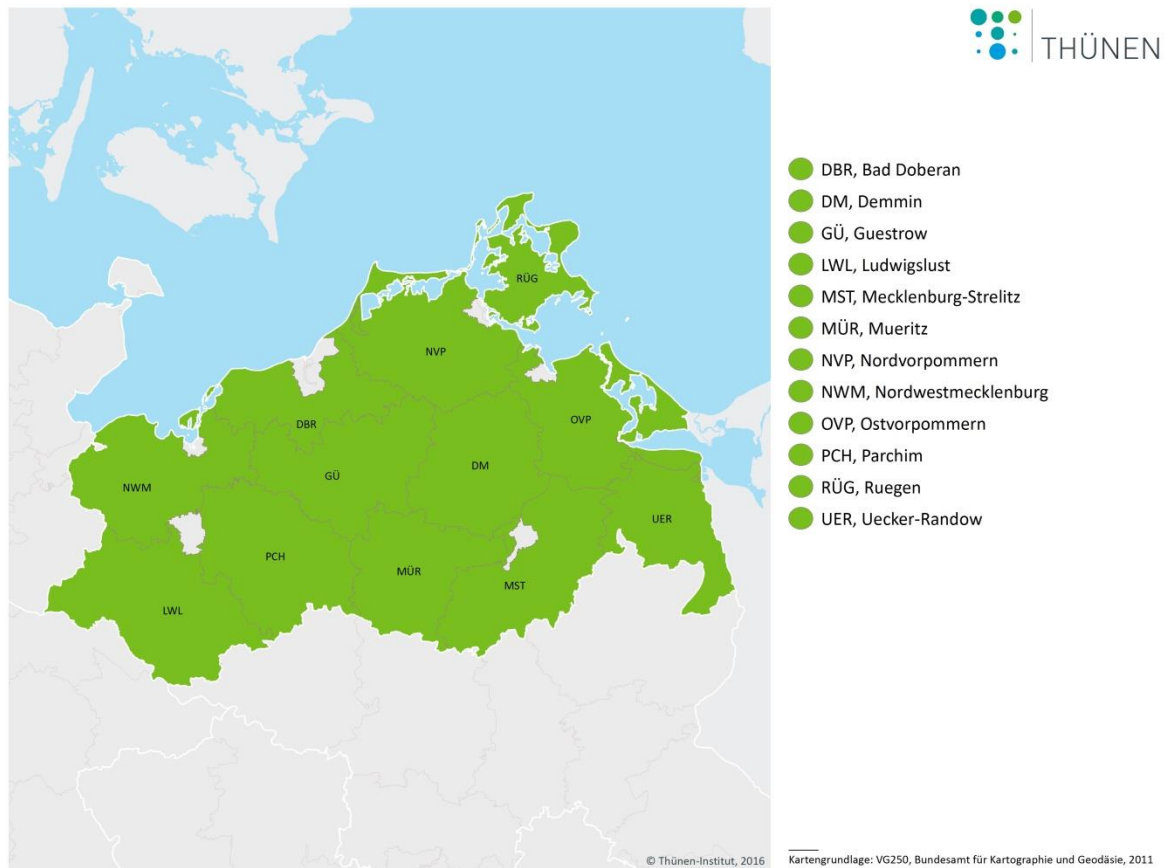 THÜNEN
DBR, Bad Doberan
DM, Demmin
GÜ, Guestrow
LWL, Ludwigslust
MST, Mecklenburg-Strelitz
MÜR, Mueritz
NVP, Nordvorpommern
NWM, Nordwestmecklenburg
OVP, Ostvorpommern
PCH, Parchim
RÜG, Ruegen
UER, Uecker-Randow
RÜG
NVP
OVP
DBR
DM
GÜ
NWM
UER
PCH
MÜR
MST
LWL
© Thünen-Institut, 2016
Kartengrundlage: VG250, Bundesamt für Kartographie und Geodäsie, 2011